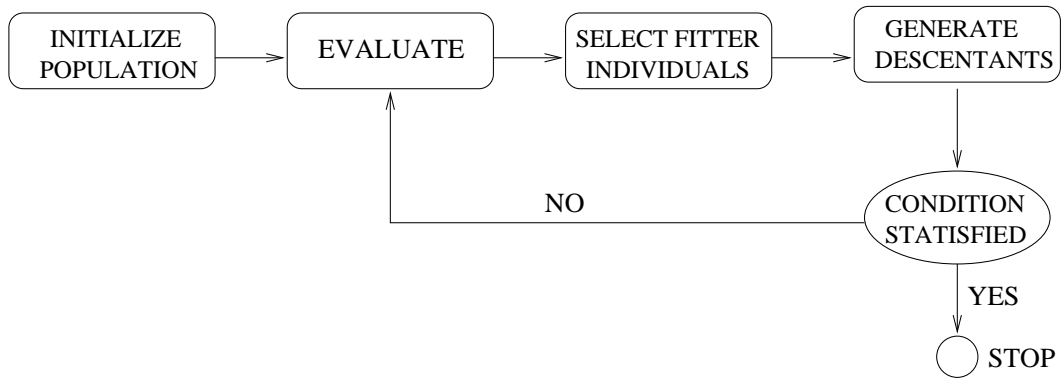 INITIALIZE
POPULATION
EVALUATE
SELECT FITTER
INDIVIDUALS
GENERATE
DESCENTANTS
CONDITION
STATISFIED
NO
YES
STOP